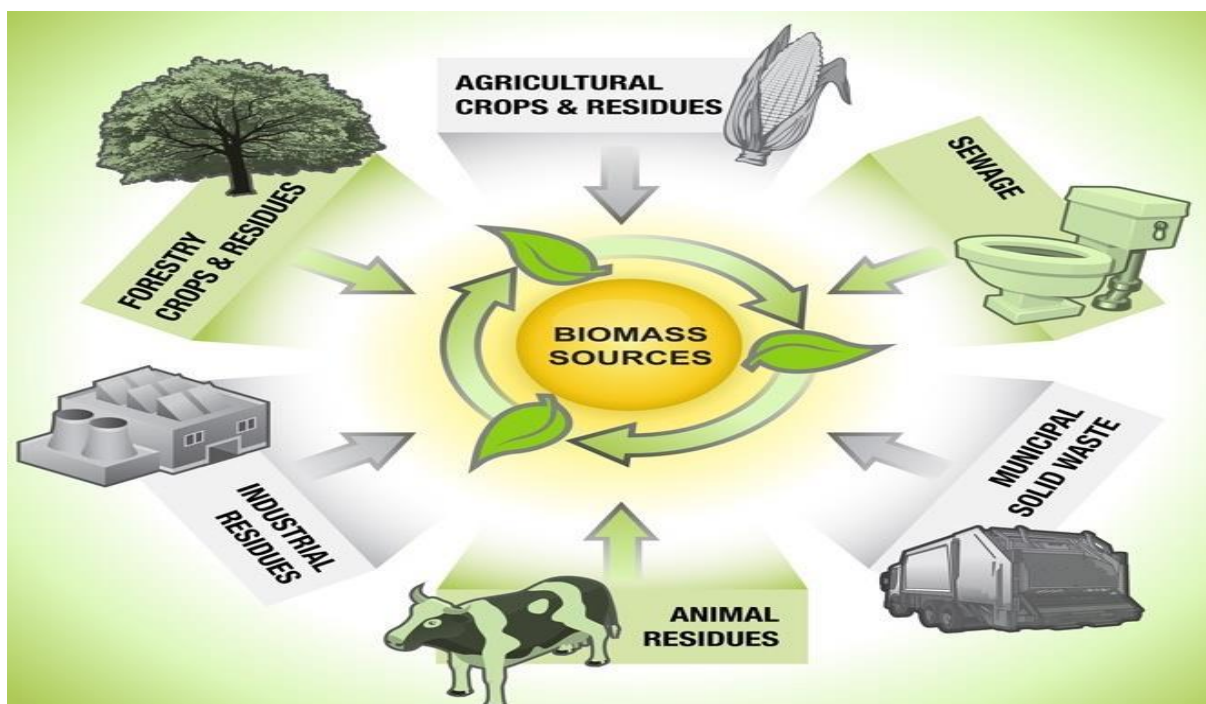 AGRICULTURAL
CROPS & RESIDUES
SEWAGE
FORESTRY
CROPS & RESIDUES
BIOMASS
SOURCES
MUNICIPAL
SOLID WASTE
INDUSTRIAL
RESIDUES
ANIMAL
RESIDUES